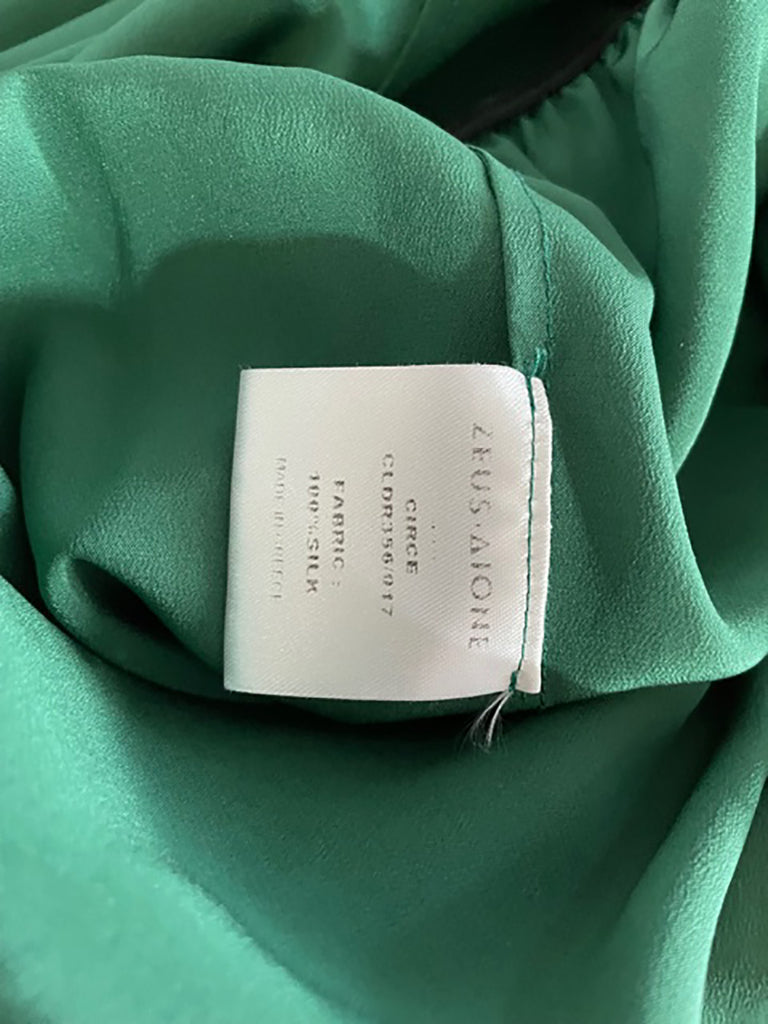 ZEUS+ΔIONE
CIRCE
CLDR356/017
FABRIC :
100%SILK
MADE IN GREECE